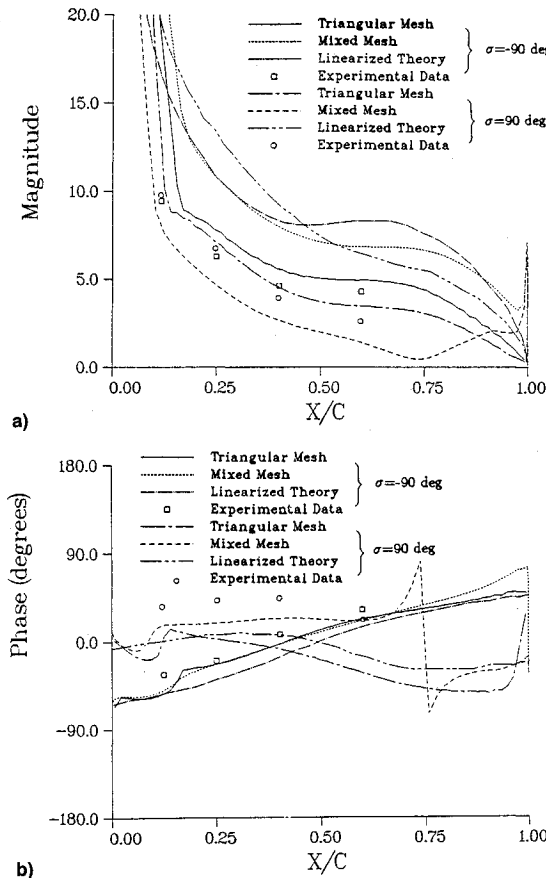 20.0
15.0
10.0
5.0
0.0
Magnitude
Triangular Mesh
Mixed Mesh
Linearized Theory
Experimental Data
σ=-90 deg
Triangular Mesh
Mixed Mesh
Linearized Theory
Experimental Data
σ=90 deg
0.00 0.25 0.50 0.75 1.00
X/C
a)
180.0
90.0
0.0
-90.0
-180.0
Phase (degrees)
Triangular Mesh
Mixed Mesh
Linearized Theory
Experimental Data
σ=-90 deg
Triangular Mesh
Mixed Mesh
Linearized Theory
Experimental Data
σ=90 deg
0.00 0.25 0.50 0.75 1.00
X/C
b)